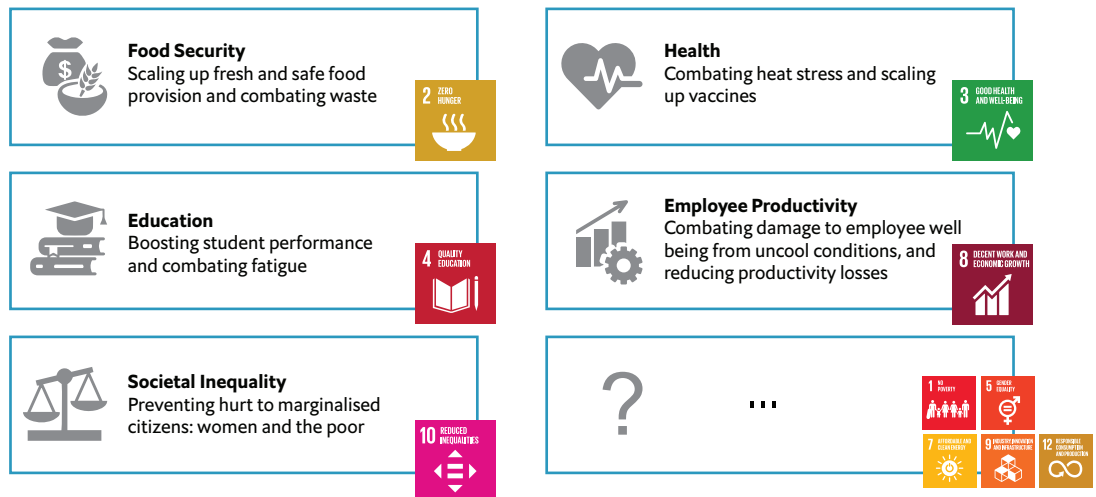 Food Security
Scaling up fresh and safe food
provision and combating waste
2 ZERO
HUNGER
Health
Combating heat stress and scaling
up vaccines
3 GOOD HEALTH
AND WELL-BEING
$
Education
Boosting student performance
and combating fatigue
4 QUALITY
EDUCATION
Employee Productivity
Combating damage to employee well
being from uncool conditions, and
reducing productivity losses
8 DECENT WORK AND
ECONOMIC GROWTH
Societal Inequality
Preventing hurt to marginalised
citizens: women and the poor
10 REDUCED
INEQUALITIES
?
...
1 NO
POVERTY
5 GENDER
EQUALITY
7 AFFORDABLE AND
CLEAN ENERGY
9 INDUSTRY, INNOVATION
AND INFRASTRUCTURE
12 RESPONSIBLE
CONSUMPTION
AND PRODUCTION